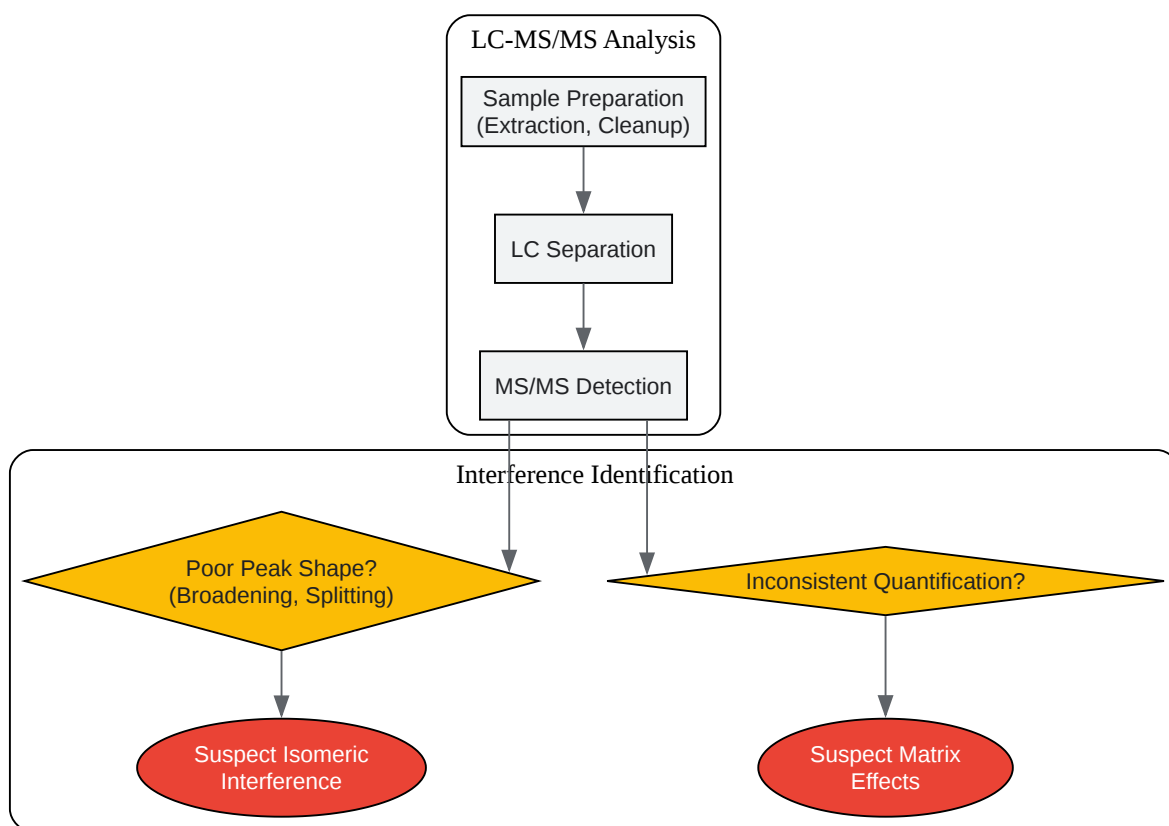 LC-MS/MS Analysis
Sample Preparation
(Extraction, Cleanup)
LC Separation
MS/MS Detection
Interference Identification
Poor Peak Shape?
(Broadening, Splitting)
Inconsistent Quantification?
Suspect Isomeric
Interference
Suspect Matrix
Effects